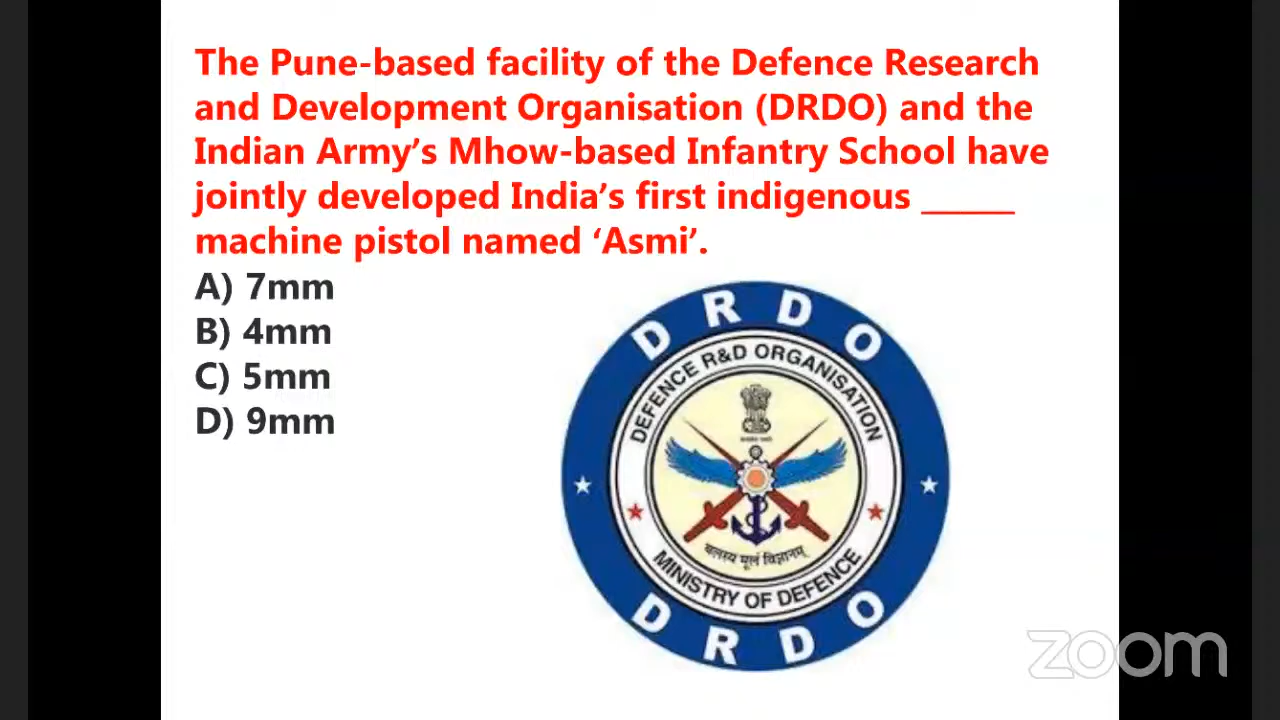 The Pune-based facility of the Defence Research
and Development Organisation (DRDO) and the
Indian Army’s Mhow-based Infantry School have
jointly developed India’s first indigenous ______
machine pistol named ‘Asmi’.
A) 7mm
B) 4mm
C) 5mm
D) 9mm
DRDO
DEFENCE R&D ORGANISATION
बलस्य मूलं विज्ञानम्
MINISTRY OF DEFENCE
DRDO
zoom